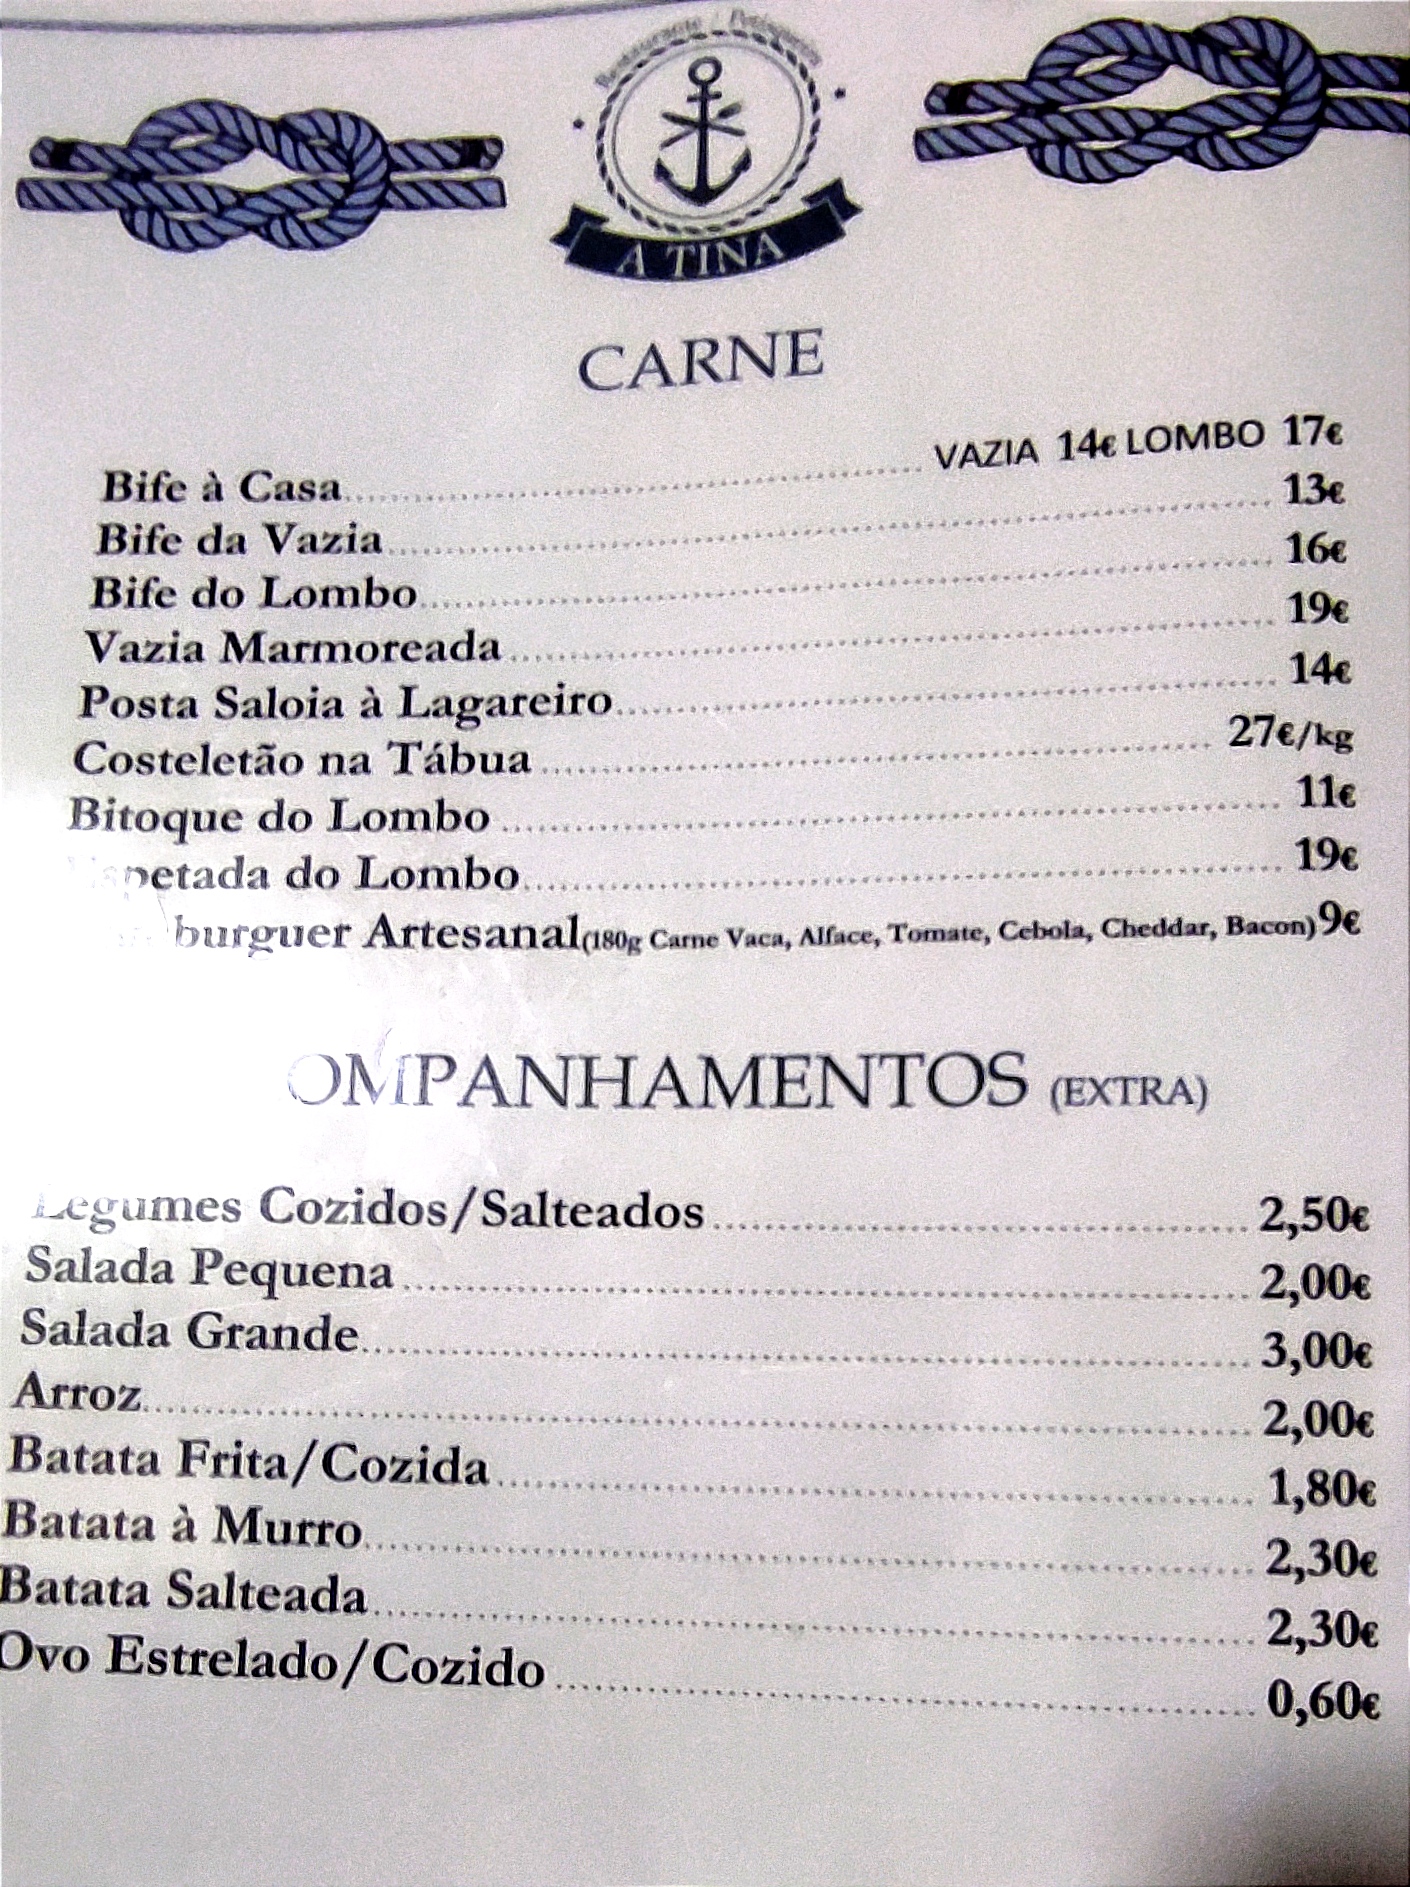 Restaurante / Petisqueira
A TINA
CARNE
Bife à Casa VAZIA 14€ LOMBO 17€
Bife da Vazia 13€
Bife do Lombo 16€
Vazia Marmoreada 19€
Posta Saloia à Lagareiro 14€
Costeletão na Tábua 27€/kg
Bitoque do Lombo 11€
do Lombo 19€
Artesanal (180g Carne Vaca, Alface, Tomate, Cebola, Cheddar, Bacon) 9€
OMPANHAMENTOS (EXTRA)
Legumes Cozidos/Salteados 2,50€
Salada Pequena 2,00€
Salada Grande 3,00€
Arroz 2,00€
Batata Frita/Cozida 1,80€
Batata à Murro 2,30€
Batata Salteada 2,30€
Ovo Estrelado/Cozido 0,60€